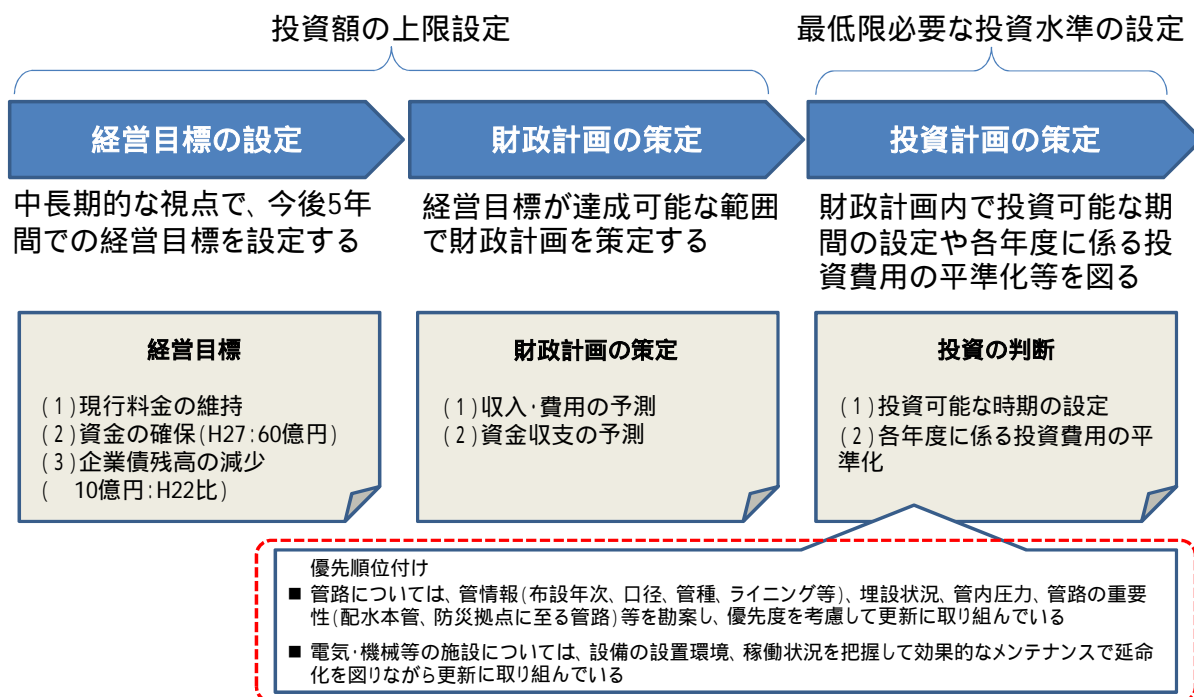 投資額の上限設定
最低限必要な投資水準の設定
経営目標の設定
財政計画の策定
投資計画の策定
中長期的な視点で、今後5年
間での経営目標を設定する
経営目標が達成可能な範囲
で財政計画を策定する
財政計画内で投資可能な期
間の設定や各年度に係る投
資費用の平準化等を図る
経営目標
(1)現行料金の維持
(2)資金の確保(H27:60億円)
(3)企業債残高の減少
(　10億円:H22比)
財政計画の策定
(1)収入・費用の予測
(2)資金収支の予測
投資の判断
(1)投資可能な時期の設定
(2)各年度に係る投資費用の平
準化
優先順位付け
■ 管路については、管情報(布設年次、口径、管種、ライニング等)、埋設状況、管内圧力、管路の重要
性(配水本管、防災拠点に至る管路)等を勘案し、優先度を考慮して更新に取り組んでいる
■ 電気・機械等の施設については、設備の設置環境、稼働状況を把握して効果的なメンテナンスで延命
化を図りながら更新に取り組んでいる